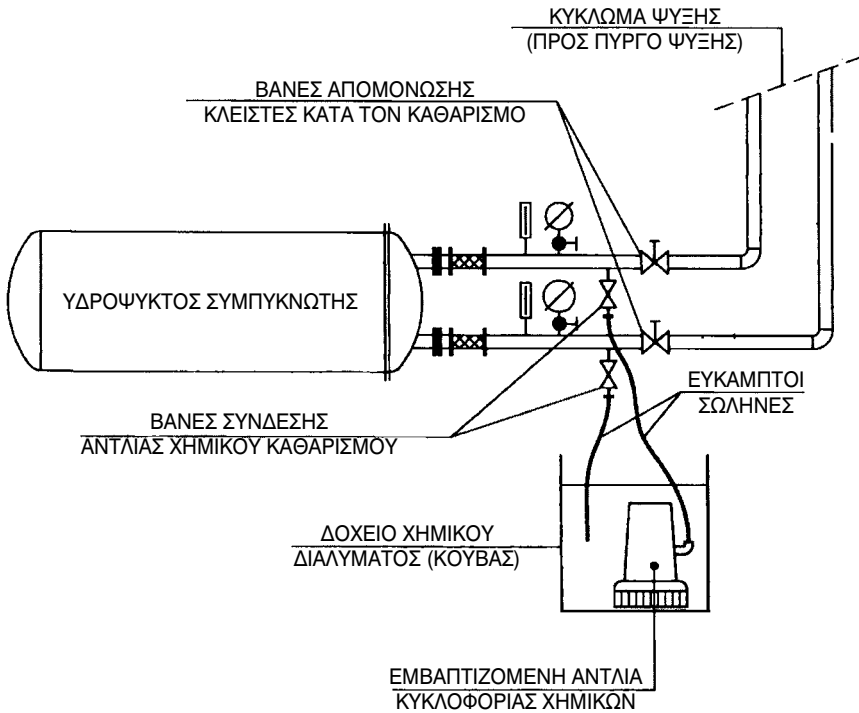 ΚΥΚΛΩΜΑ ΨΥΞΗΣ
(ΠΡΟΣ ΠΥΡΓΟ ΨΥΞΗΣ)
ΒΑΝΕΣ ΑΠΟΜΟΝΩΣΗΣ
ΚΛΕΙΣΤΕΣ ΚΑΤΑ ΤΟΝ ΚΑΘΑΡΙΣΜΟ
ΥΔΡΟΨΥΚΤΟΣ ΣΥΜΠΥΚΝΩΤΗΣ
ΕΥΚΑΜΠΤΟΙ
ΣΩΛΗΝΕΣ
ΒΑΝΕΣ ΣΥΝΔΕΣΗΣ
ΑΝΤΛΙΑΣ ΧΗΜΙΚΟΥ ΚΑΘΑΡΙΣΜΟΥ
ΔΟΧΕΙΟ ΧΗΜΙΚΟΥ
ΔΙΑΛΥΜΑΤΟΣ (ΚΟΥΒΑΣ)
ΕΜΒΑΠΤΙΖΟΜΕΝΗ ΑΝΤΛΙΑ
ΚΥΚΛΟΦΟΡΙΑΣ ΧΗΜΙΚΩΝ